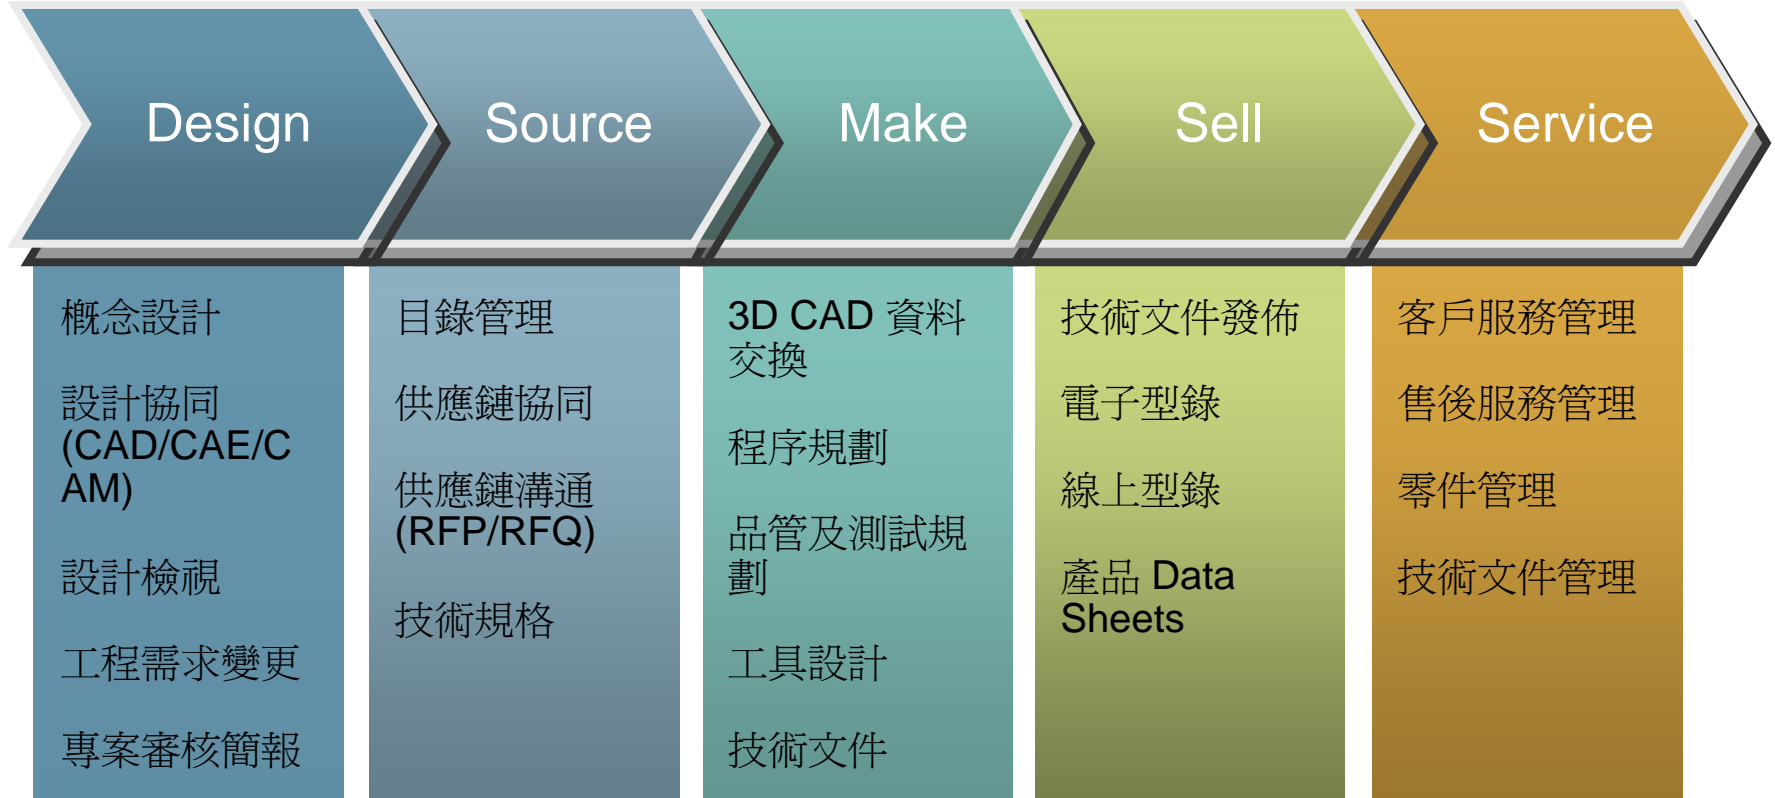 Design
Source
Make
Sell
Service
概念設計
設計協同
(CAD/CAE/C
AM)
設計檢視
工程需求變更
專案審核簡報
目錄管理
供應鏈協同
供應鏈溝通
(RFP/RFQ)
技術規格
3D CAD 資料
交換
程序規劃
品管及測試規
劃
工具設計
技術文件
技術文件發佈
電子型錄
線上型錄
產品 Data
Sheets
客戶服務管理
售後服務管理
零件管理
技術文件管理